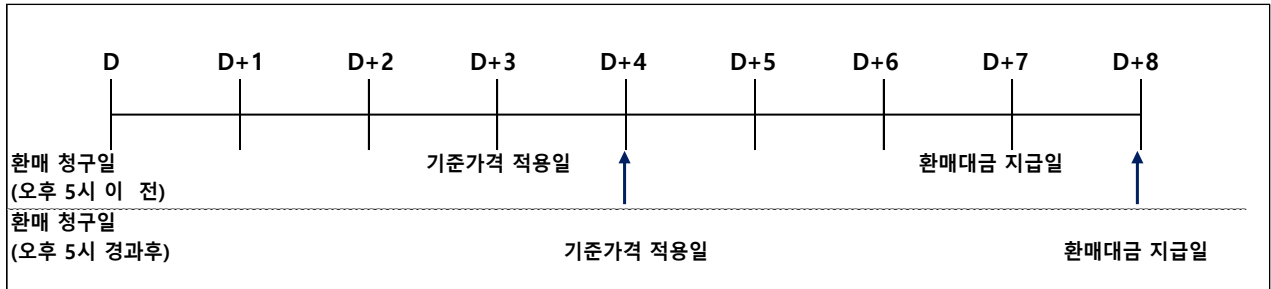 D D+1 D+2 D+3 D+4 D+5 D+6 D+7 D+8
환매 청구일 기준가격 적용일 환매대금 지급일
(오후 5시 이 전)
환매 청구일
(오후 5시 경과후) 기준가격 적용일 환매대금 지급일